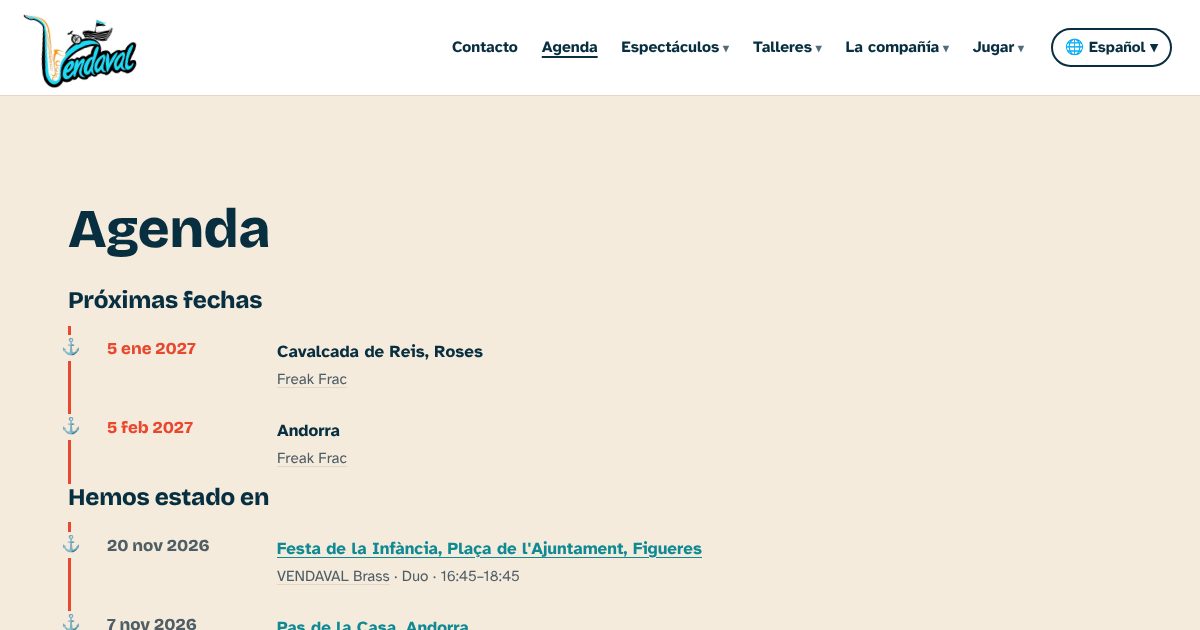 Vendaval
Contacto
Agenda
Espectáculos ▾
Talleres ▾
La compañía ▾
Jugar ▾
🌐 Español ▾
Agenda
Próximas fechas
5 ene 2027
Cavalcada de Reis, Roses
Freak Frac
5 feb 2027
Andorra
Freak Frac
Hemos estado en
20 nov 2026
Festa de la Infància, Plaça de l'Ajuntament, Figueres
VENDAVAL Brass · Duo · 16:45–18:45
7 nov 2026
Pas de la Casa, Andorra